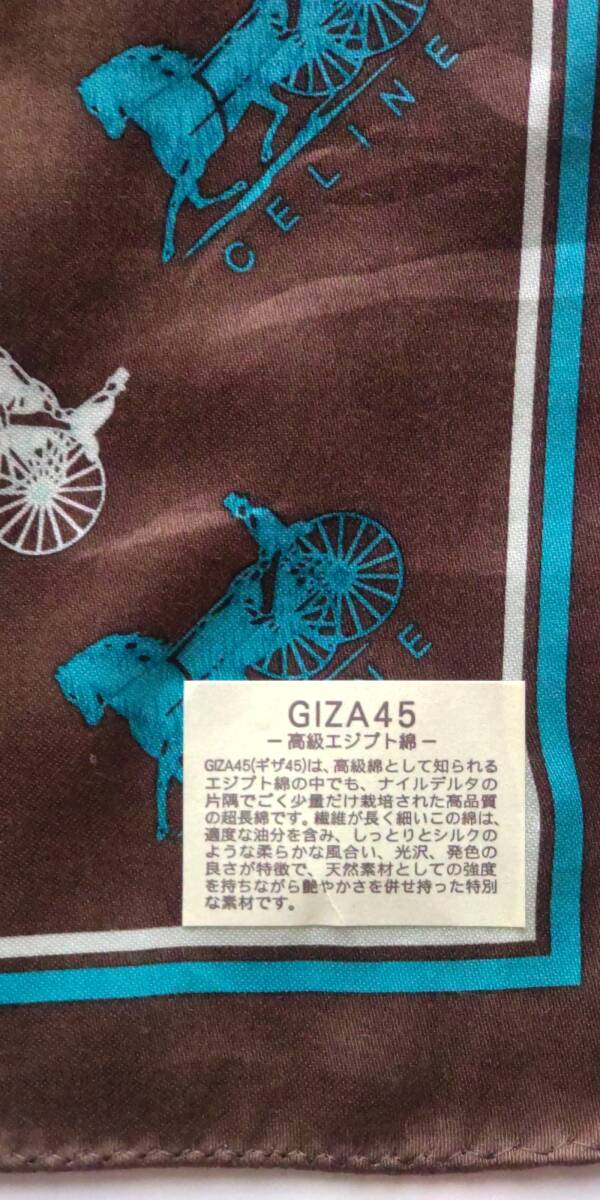 CELINE
NE
GIZA45
－高級エジプト綿－
GIZA45(ギザ45)は、高級綿として知られる
エジプト綿の中でも、ナイルデルタの
片隅でごく少量だけ栽培された高品質
の超長綿です。繊維が長く細いこの綿は、
適度な油分を含み、しっとりとシルクの
ような柔らかな風合い、光沢、発色の
良さが特徴で、天然素材としての強度
を持ちながら艶やかさを併せ持った特別
な素材です。